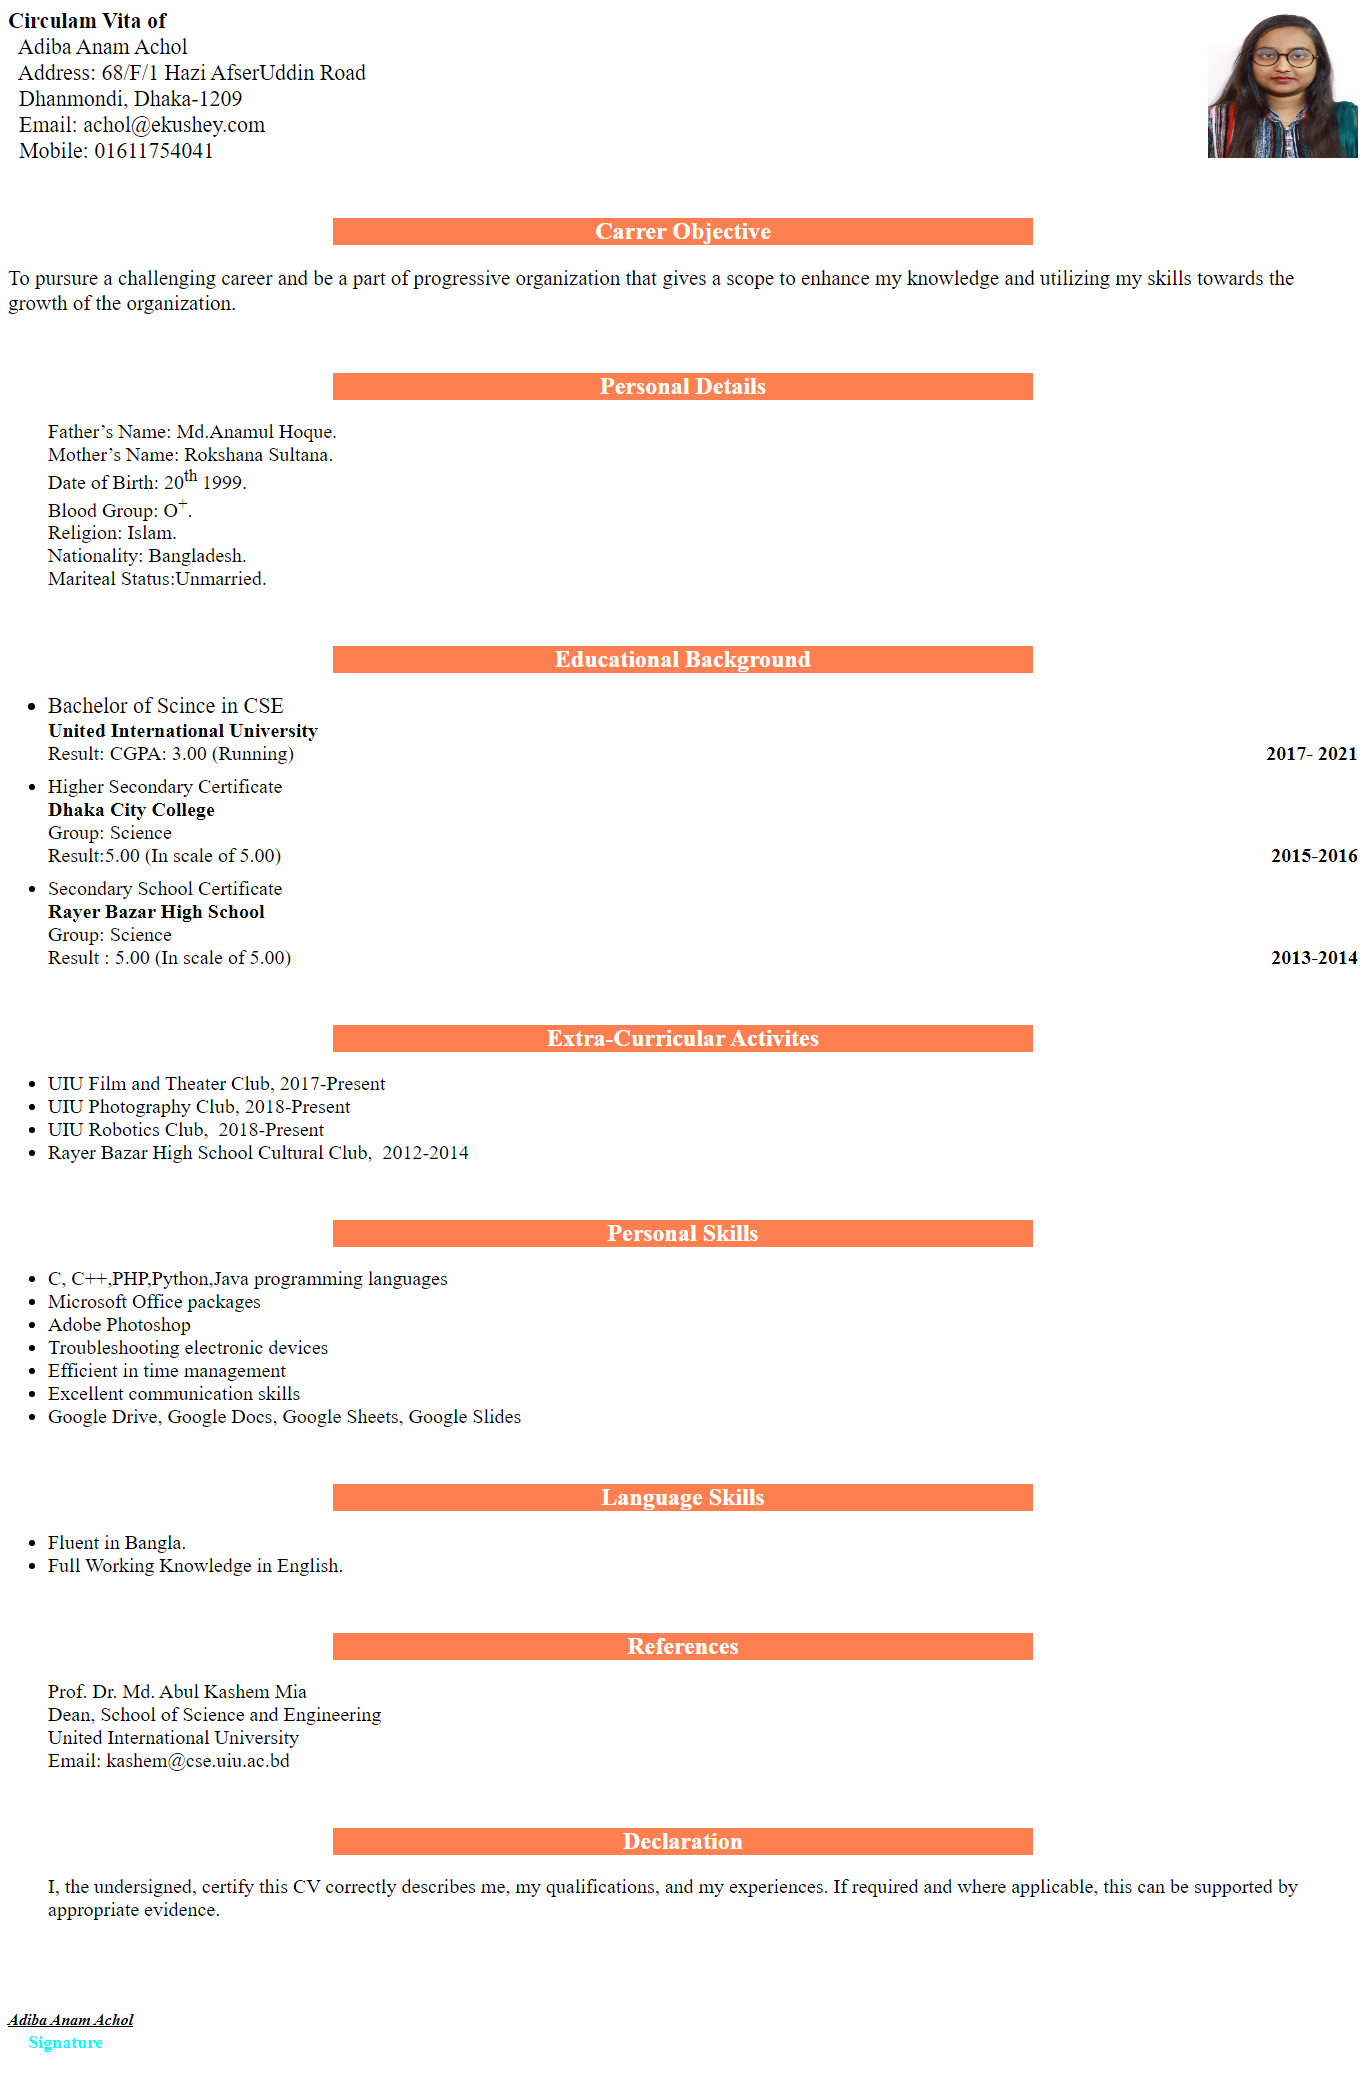 Circulam Vita of
Adiba Anam Achol
Address: 68/F/1 Hazi AfserUddin Road
Dhanmondi, Dhaka-1209
Email: achol@ekushey.com
Mobile: 01611754041
Carrer Objective
To pursure a challenging career and be a part of progressive organization that gives a scope to enhance my knowledge and utilizing my skills towards the
growth of the organization.
Personal Details
Father’s Name: Md.Anamul Hoque.
Mother’s Name: Rokshana Sultana.
Date of Birth: 20th 1999.
Blood Group: O+.
Religion: Islam.
Nationality: Bangladesh.
Mariteal Status:Unmarried.
Educational Background
• Bachelor of Scince in CSE
United International University
Result: CGPA: 3.00 (Running) 2017- 2021
• Higher Secondary Certificate
Dhaka City College
Group: Science
Result:5.00 (In scale of 5.00) 2015-2016
• Secondary School Certificate
Rayer Bazar High School
Group: Science
Result : 5.00 (In scale of 5.00) 2013-2014
Extra-Curricular Activites
• UIU Film and Theater Club, 2017-Present
• UIU Photography Club, 2018-Present
• UIU Robotics Club,  2018-Present
• Rayer Bazar High School Cultural Club,  2012-2014
Personal Skills
• C, C++,PHP,Python,Java programming languages
• Microsoft Office packages
• Adobe Photoshop
• Troubleshooting electronic devices
• Efficient in time management
• Excellent communication skills
• Google Drive, Google Docs, Google Sheets, Google Slides
Language Skills
• Fluent in Bangla.
• Full Working Knowledge in English.
References
Prof. Dr. Md. Abul Kashem Mia
Dean, School of Science and Engineering
United International University
Email: kashem@cse.uiu.ac.bd
Declaration
I, the undersigned, certify this CV correctly describes me, my qualifications, and my experiences. If required and where applicable, this can be supported by
appropriate evidence.
Adiba Anam Achol
Signature